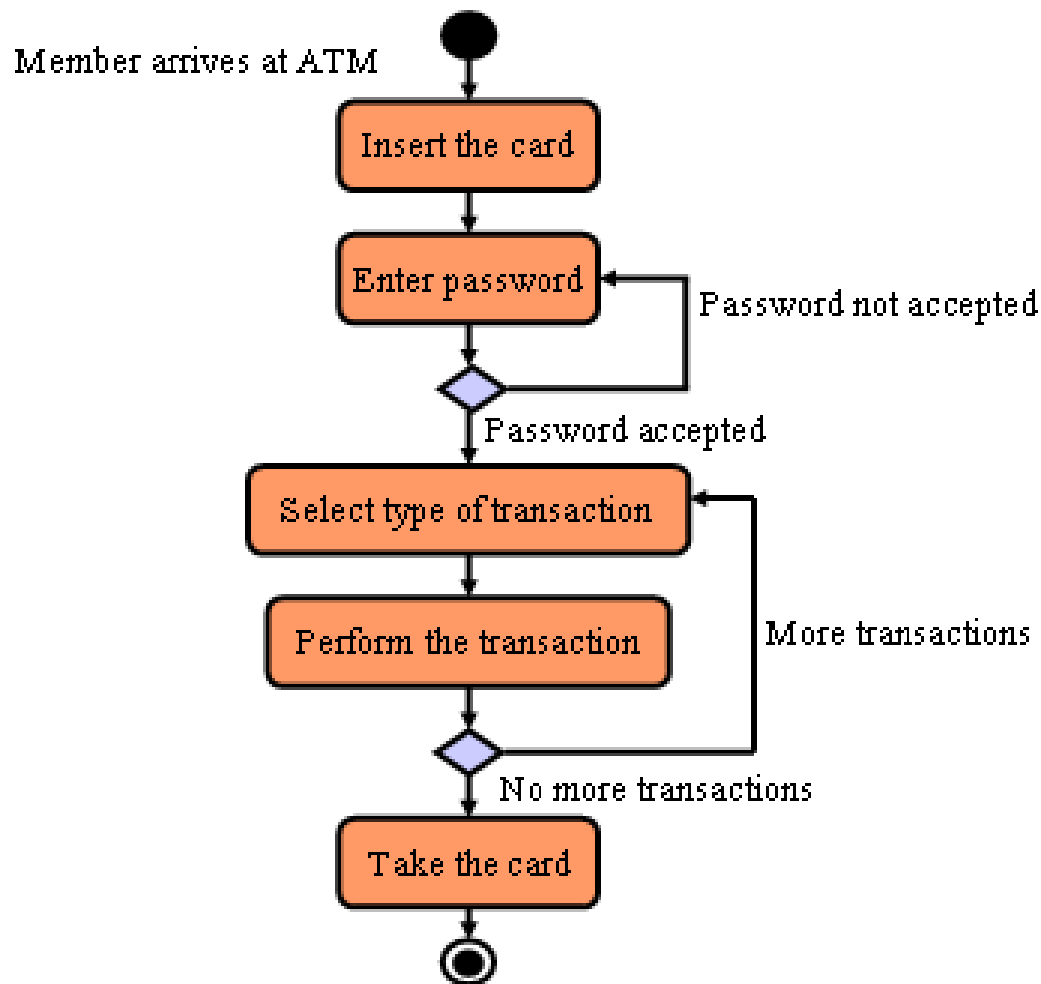 Member arrives at ATM
Insert the card
Enter password
Password not accepted
Password accepted
Select type of transaction
Perform the transaction
More transactions
No more transactions
Take the card